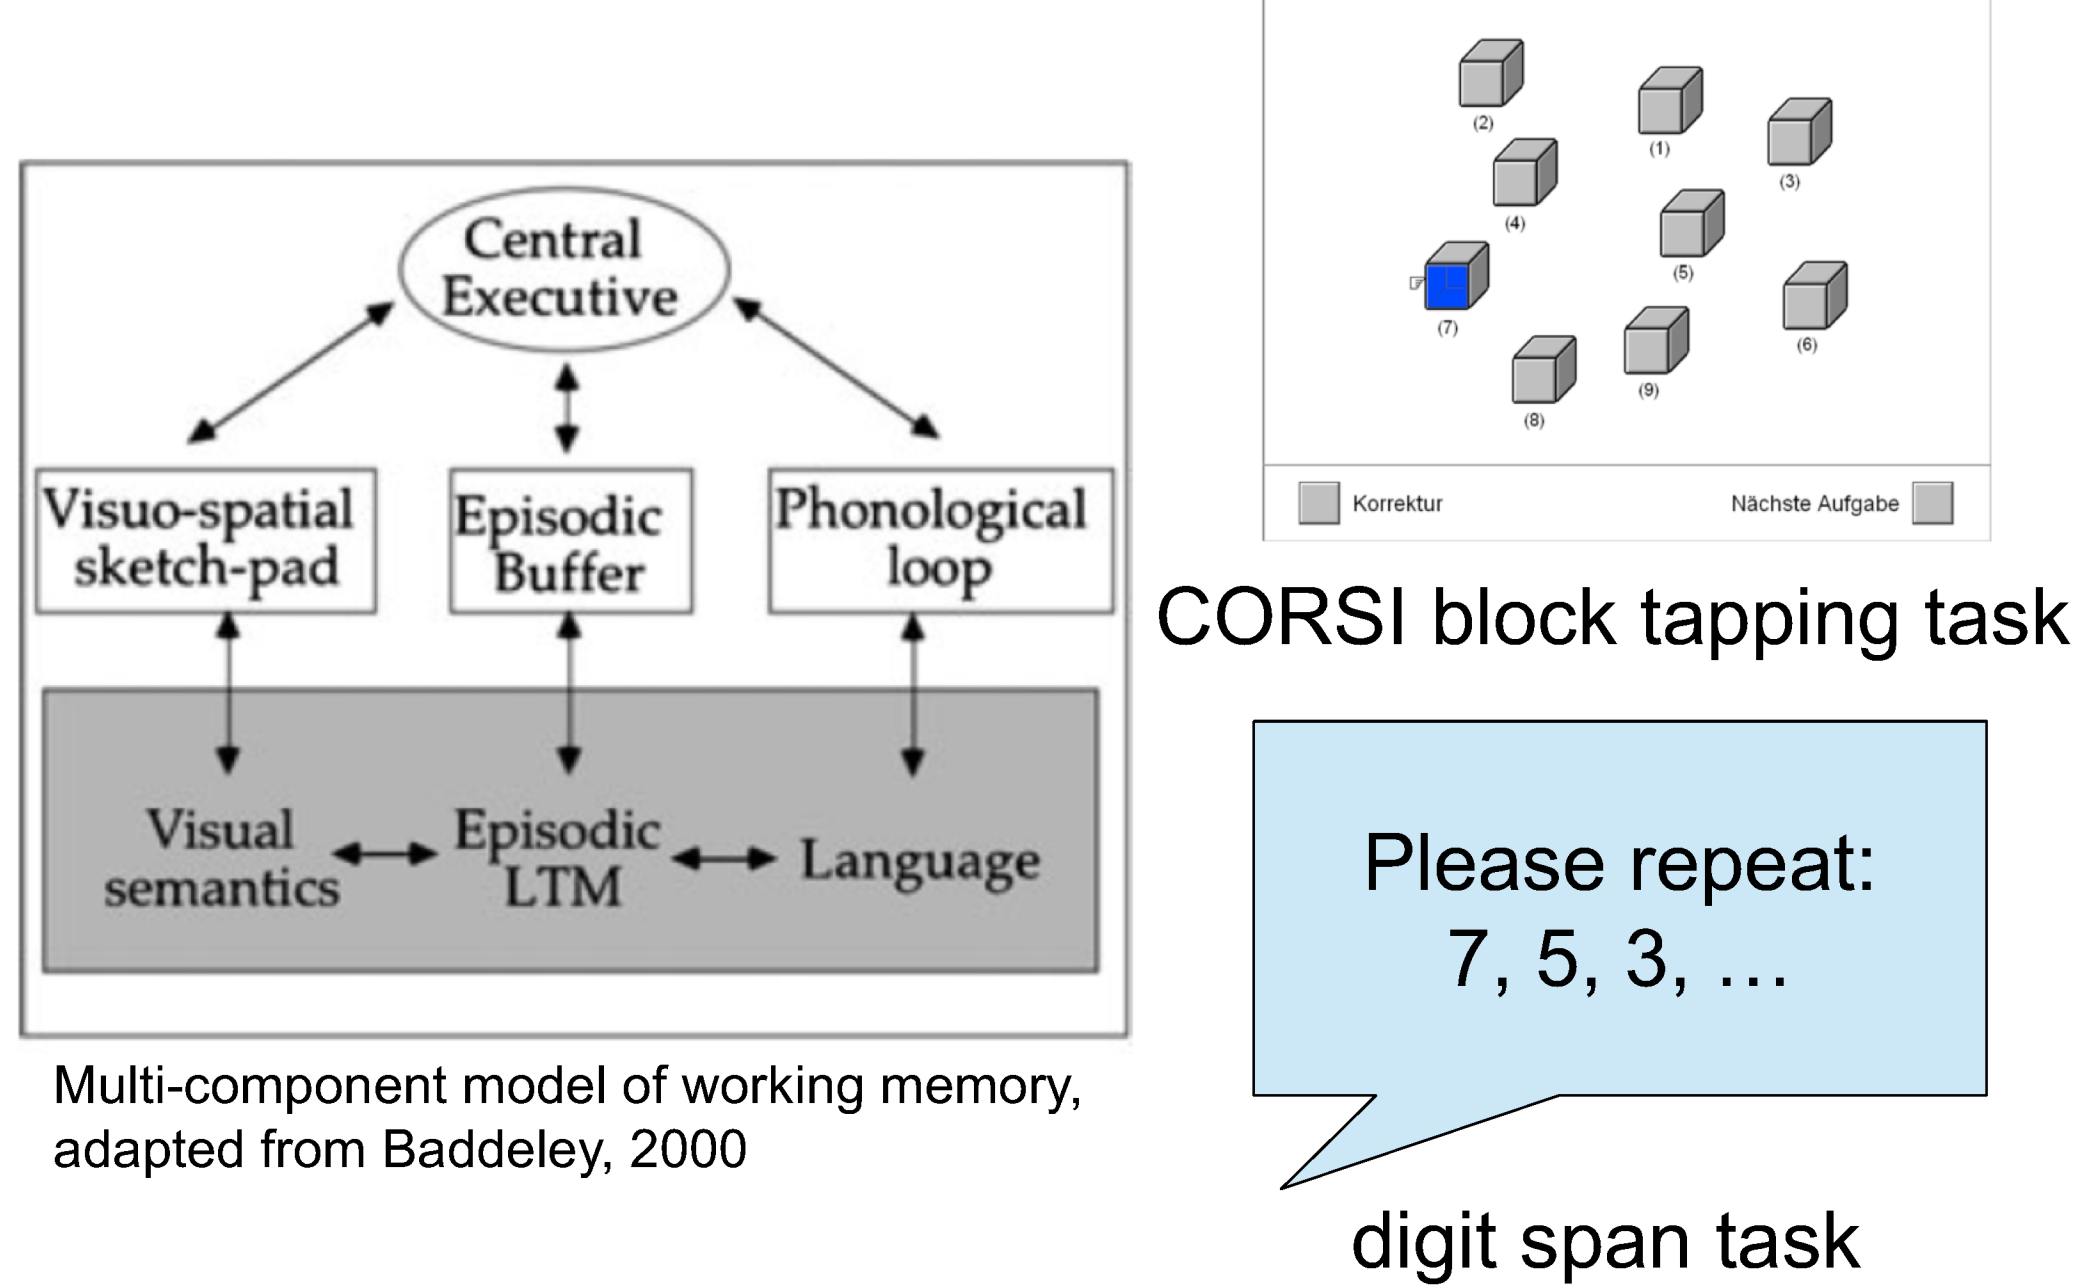 Central
Executive
Visuo-spatial
sketch-pad
Episodic
Buffer
Phonological
loop
Visual
semantics
Episodic
LTM
Language
Multi-component model of working memory,
adapted from Baddeley, 2000
(2)
(1)
(3)
(4)
(5)
(7)
(6)
(9)
(8)
Korrektur
Nächste Aufgabe
CORSI block tapping task
Please repeat:
7, 5, 3, …
digit span task